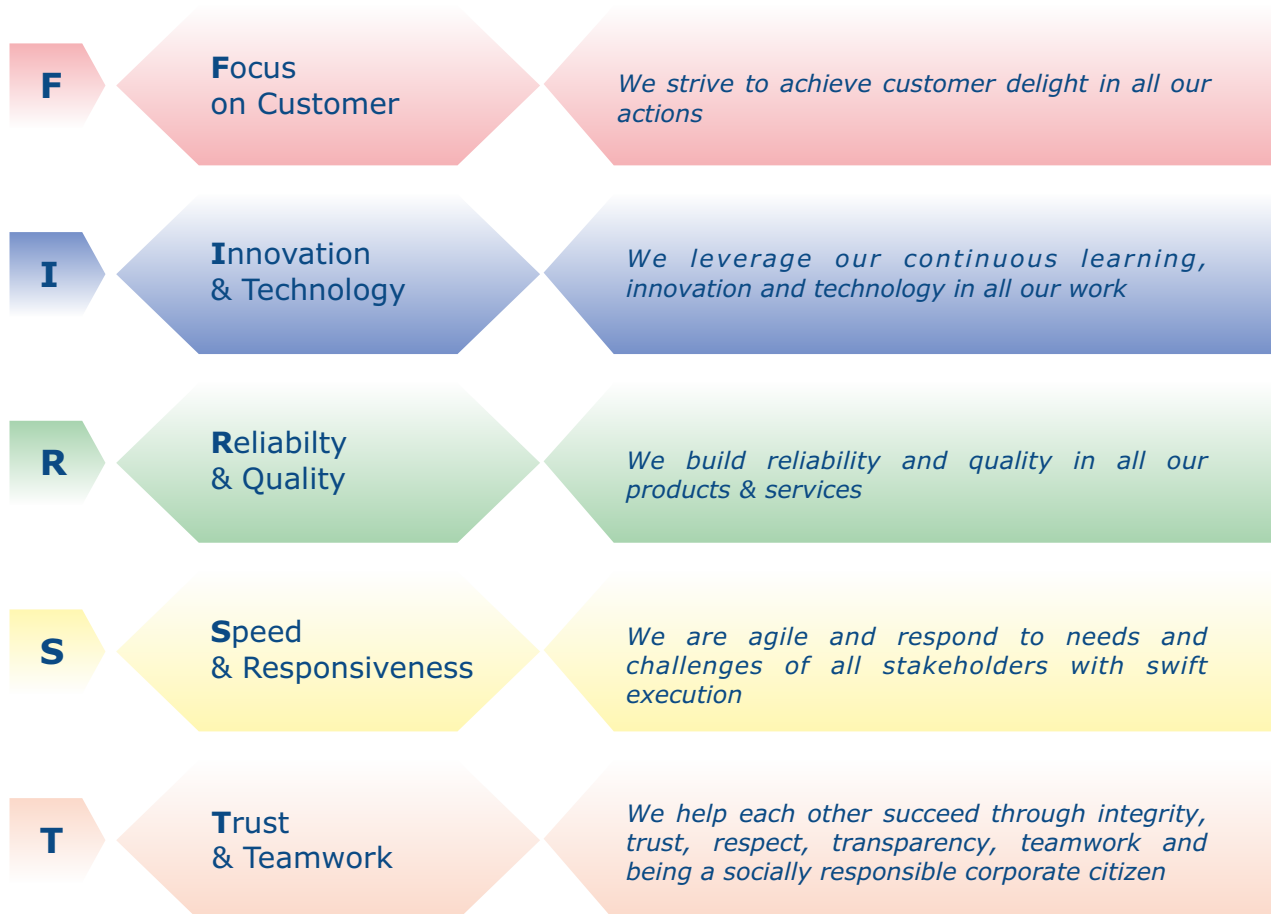 F
Focus
on Customer
We strive to achieve customer delight in all our
actions
I
Innovation
& Technology
We leverage our continuous learning,
innovation and technology in all our work
R
Reliabilty
& Quality
We build reliability and quality in all our
products & services
S
Speed
& Responsiveness
We are agile and respond to needs and
challenges of all stakeholders with swift
execution
T
Trust
& Teamwork
We help each other succeed through integrity,
trust, respect, transparency, teamwork and
being a socially responsible corporate citizen